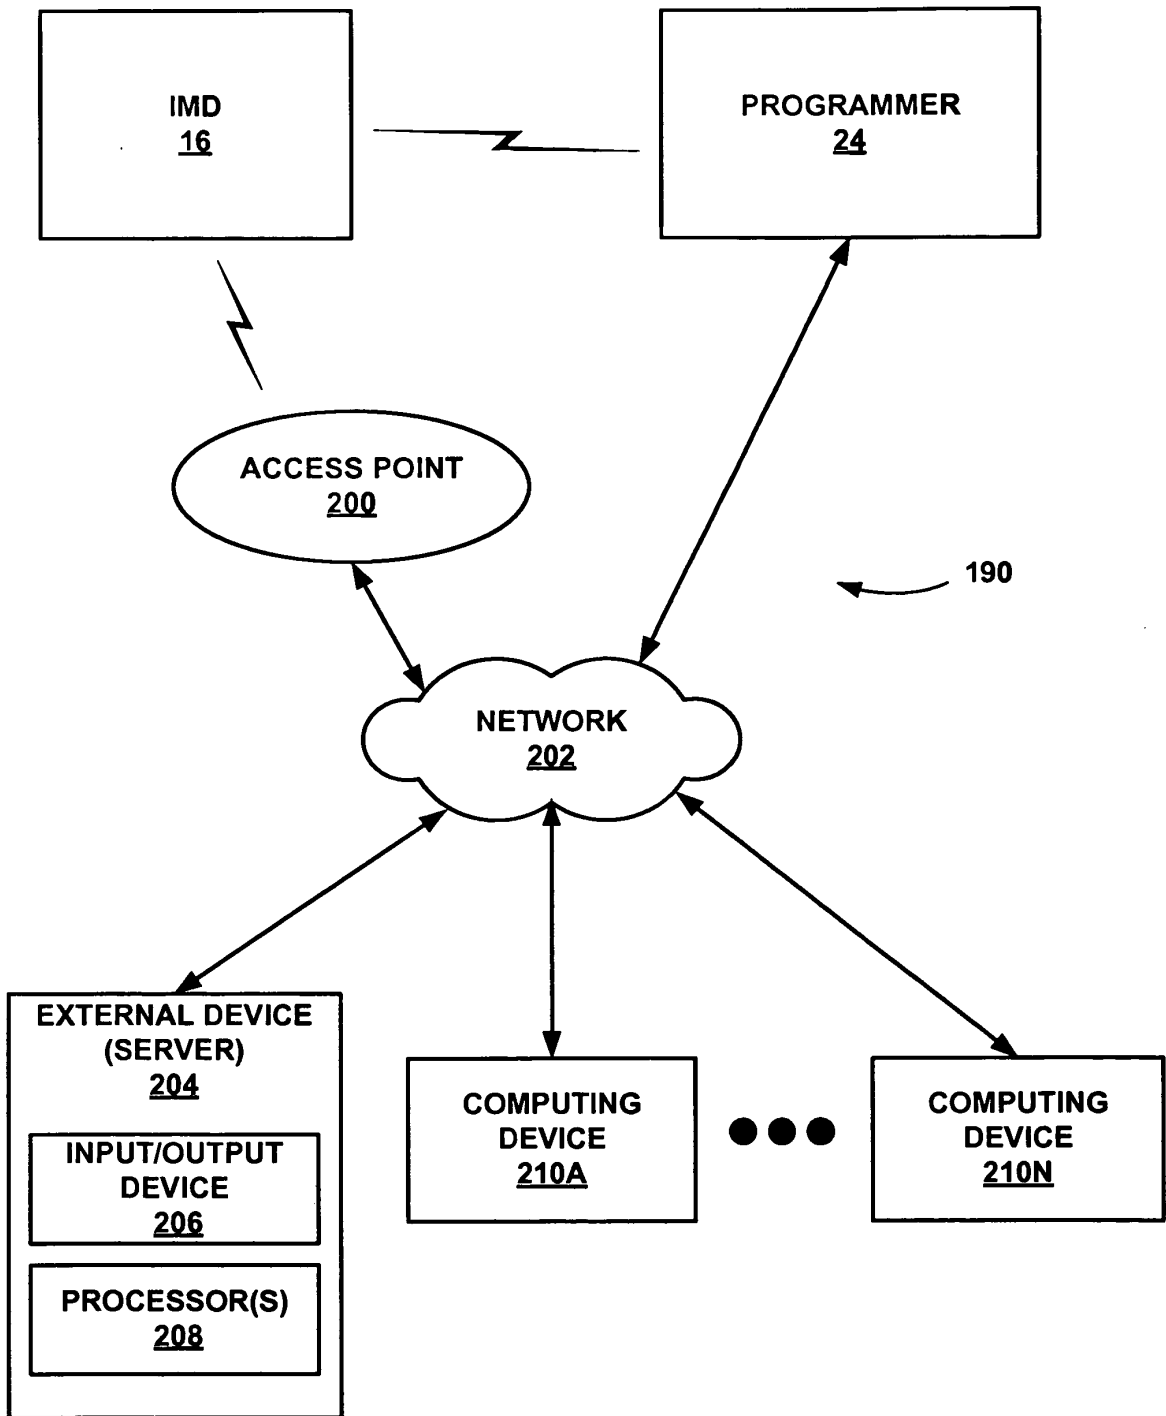 IMD
16
PROGRAMMER
24
ACCESS POINT
200
190
NETWORK
202
EXTERNAL DEVICE
(SERVER)
204
INPUT/OUTPUT
DEVICE
206
PROCESSOR(S)
208
COMPUTING
DEVICE
210A
COMPUTING
DEVICE
210N